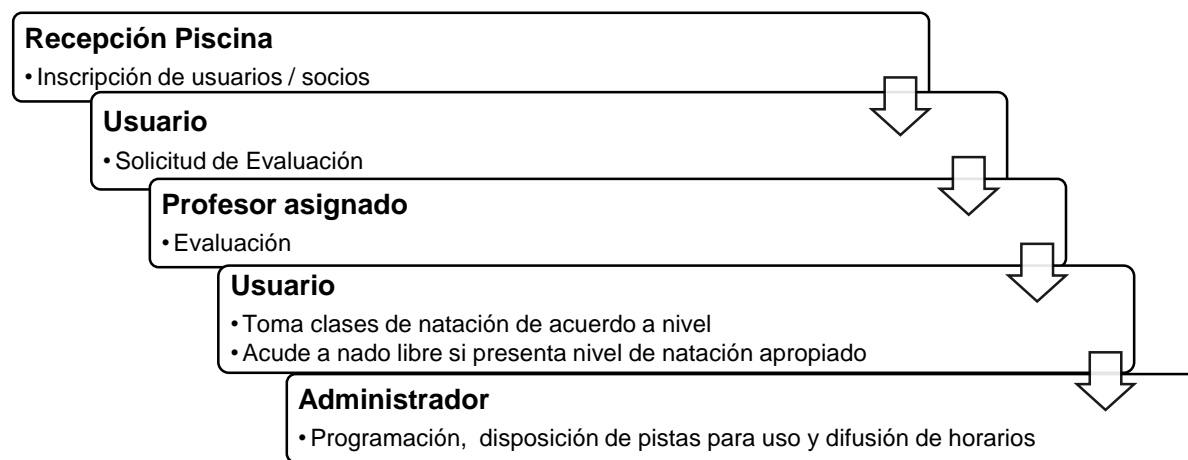 Recepción Piscina
• Inscripción de usuarios / socios
Usuario
• Solicitud de Evaluación
Profesor asignado
• Evaluación
Usuario
• Toma clases de natación de acuerdo a nivel
• Acude a nado libre si presenta nivel de natación apropiado
Administrador
• Programación, disposición de pistas para uso y difusión de horarios